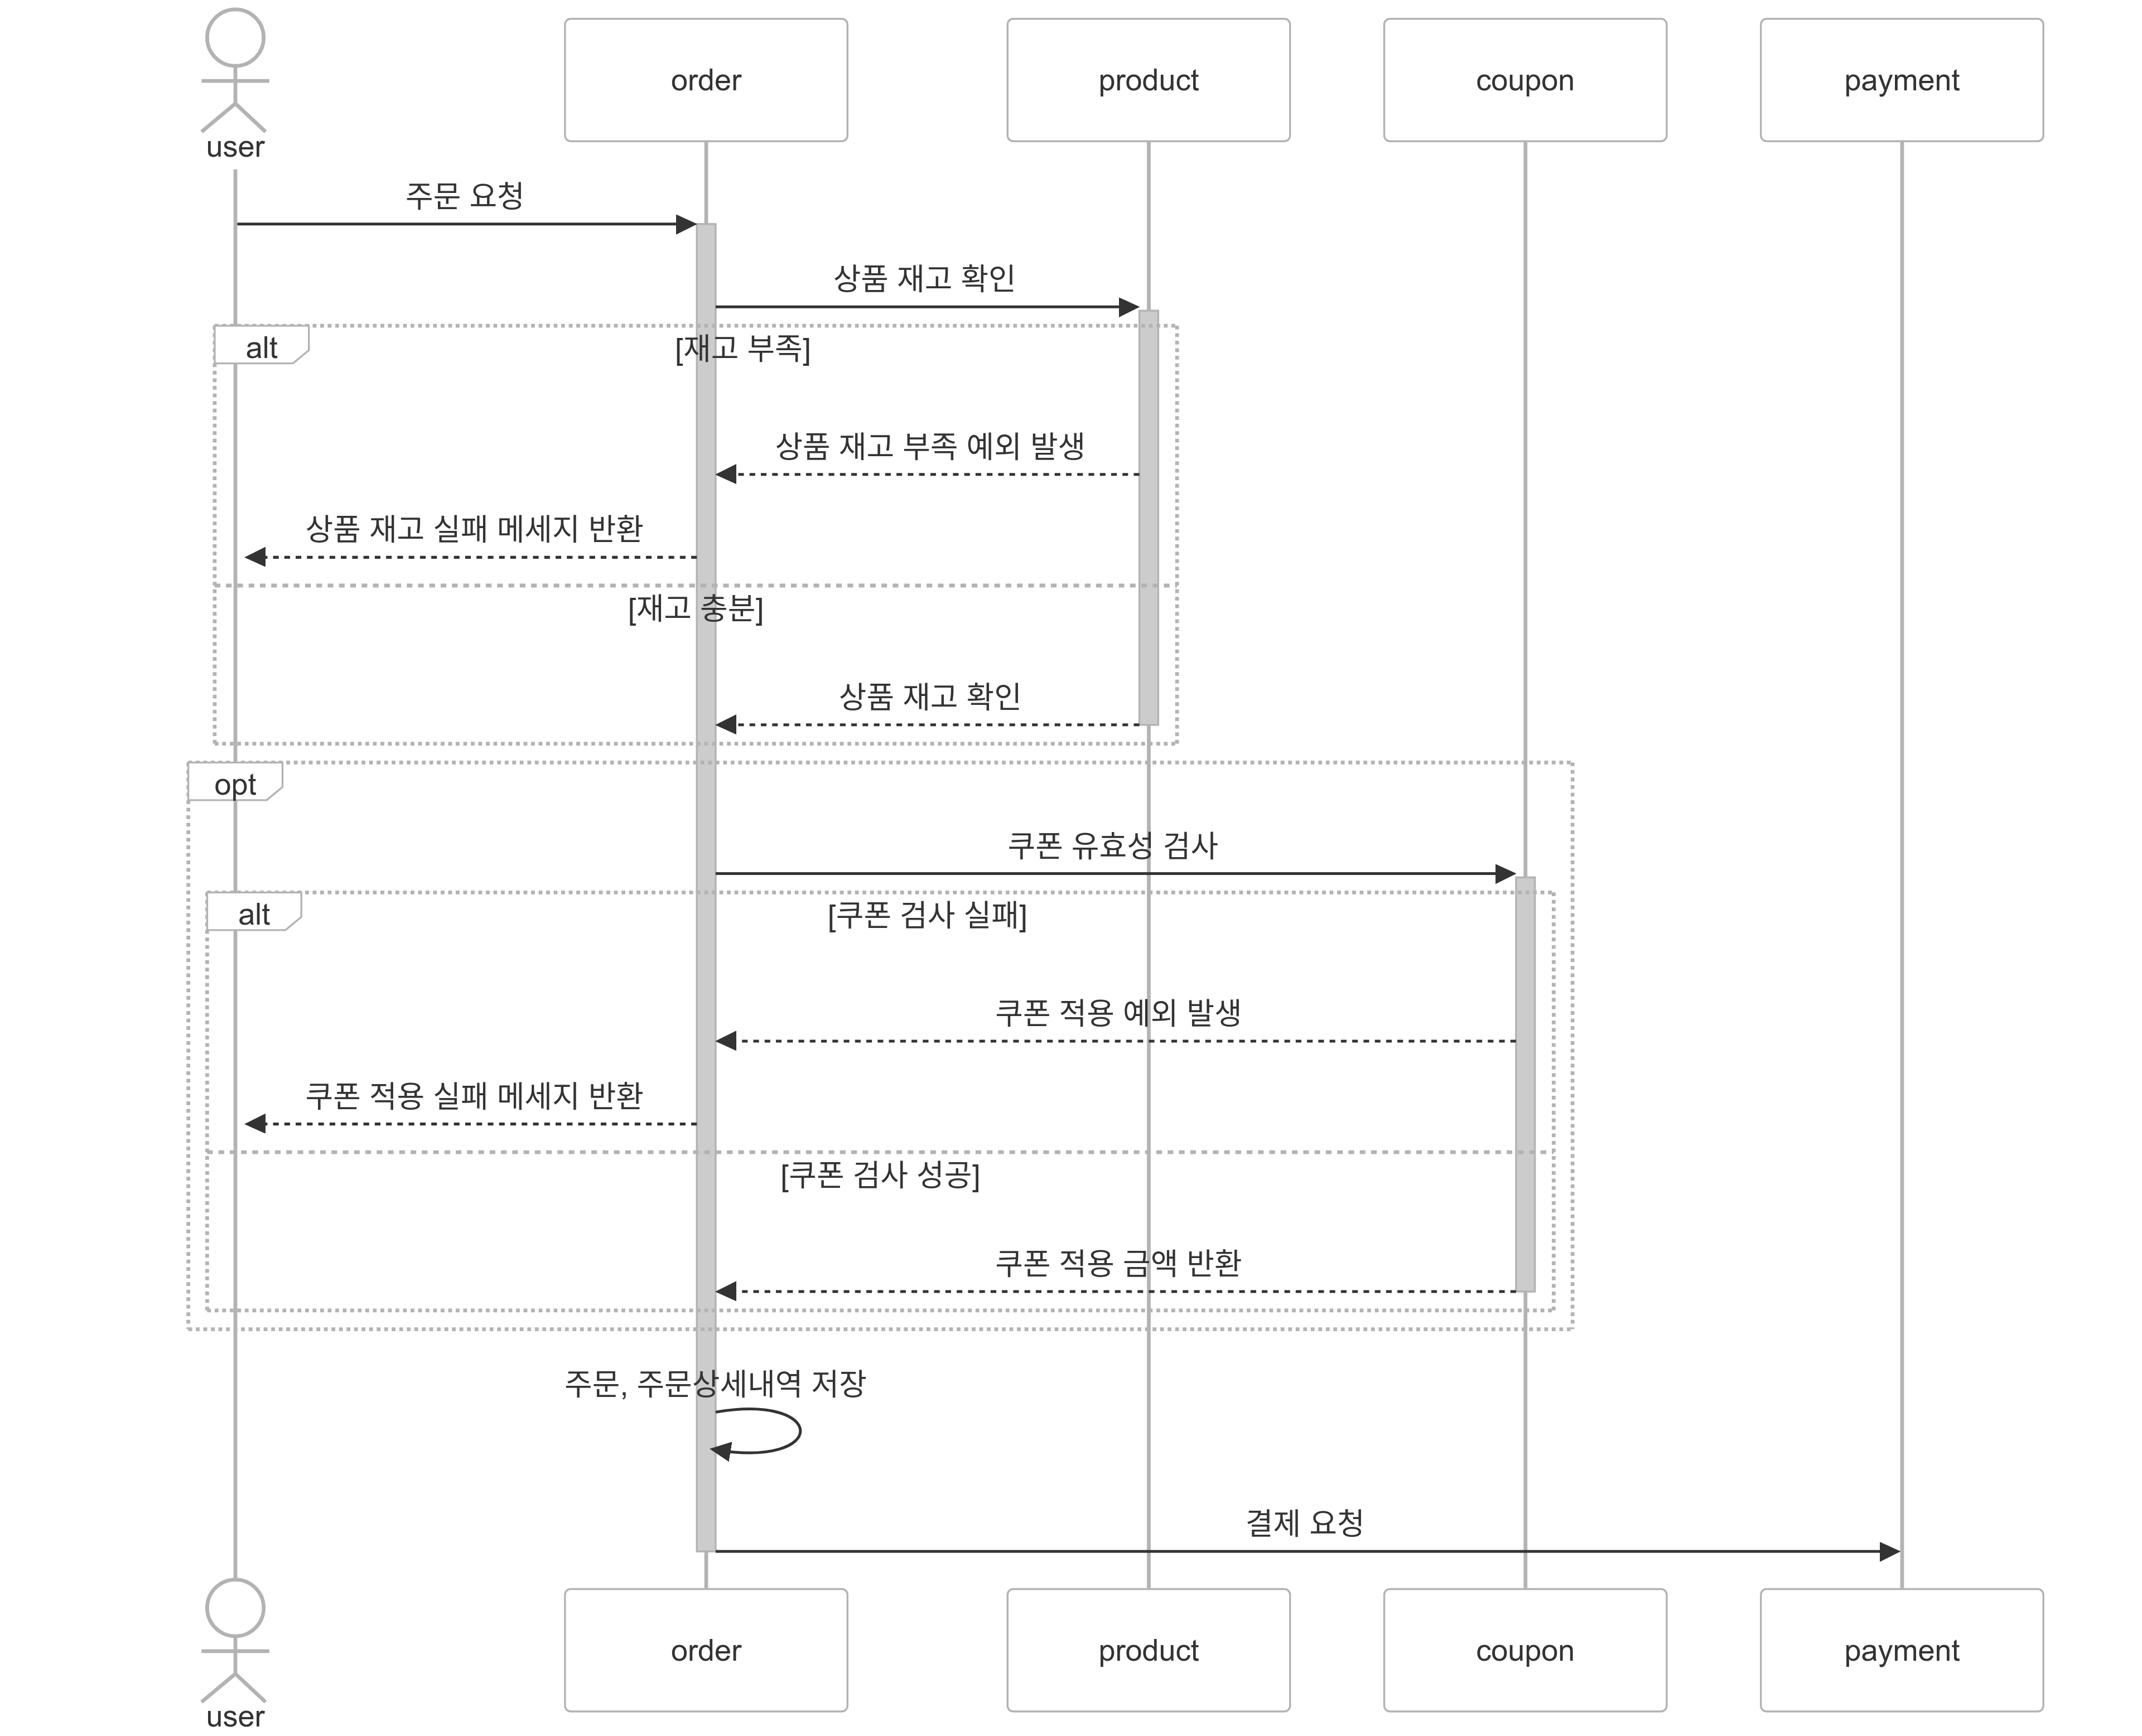 user
order
product
coupon
payment
주문 요청
상품 재고 확인
alt
[재고 부족]
상품 재고 부족 예외 발생
상품 재고 실패 메세지 반환
[재고 충분]
상품 재고 확인
opt
쿠폰 유효성 검사
alt
[쿠폰 검사 실패]
쿠폰 적용 예외 발생
쿠폰 적용 실패 메세지 반환
[쿠폰 검사 성공]
쿠폰 적용 금액 반환
주문, 주문상세내역 저장
결제 요청
user
order
product
coupon
payment